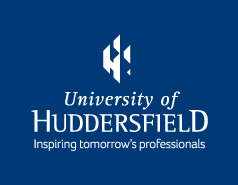 University of
HUDDERSFIELD
Inspiring tomorrow's professionals